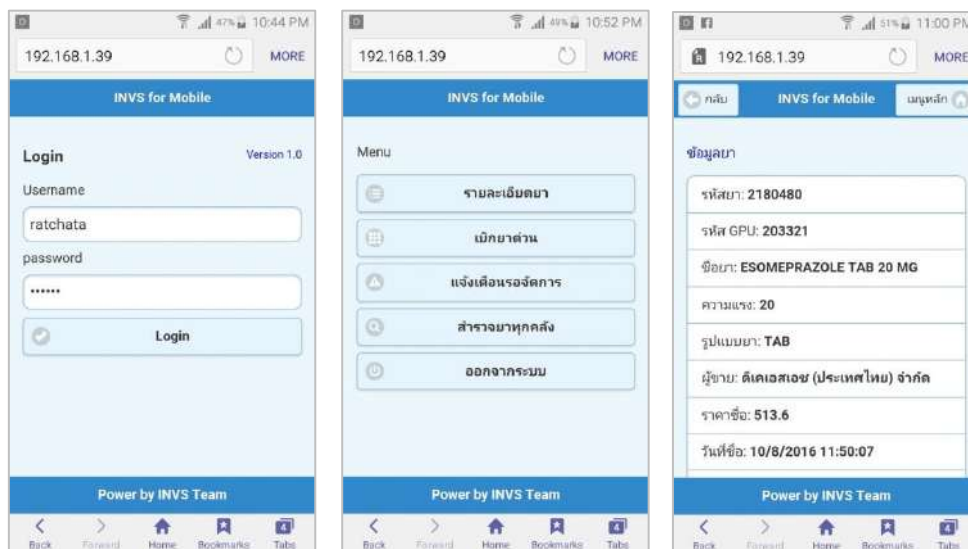 47% 10:44 PM
192.168.1.39 MORE
INVS for Mobile
Login Version 1.0
Username
ratchata
password
••••••
Login
Power by INVS Team
Back Forward Home Bookmarks Tabs
49% 10:52 PM
192.168.1.39 MORE
INVS for Mobile
Menu
รายละเอียดยา
เบิกยาด่วน
แจ้งเตือนรอจัดการ
สำรวจยาทุกคลัง
ออกจากระบบ
Power by INVS Team
Back Forward Home Bookmarks Tabs
51% 11:00 PM
192.168.1.39 MORE
กลับ INVS for Mobile เมนูหลัก
ข้อมูลยา
รหัสยา: 2180480
รหัส GPU: 203321
ชื่อยา: ESOMEPRAZOLE TAB 20 MG
ความแรง: 20
รูปแบบยา: TAB
ผู้ขาย: ดีเคเอสเอช (ประเทศไทย) จำกัด
ราคาซื้อ: 513.6
วันที่ซื้อ: 10/8/2016 11:50:07
Power by INVS Team
Back Forward Home Bookmarks Tabs